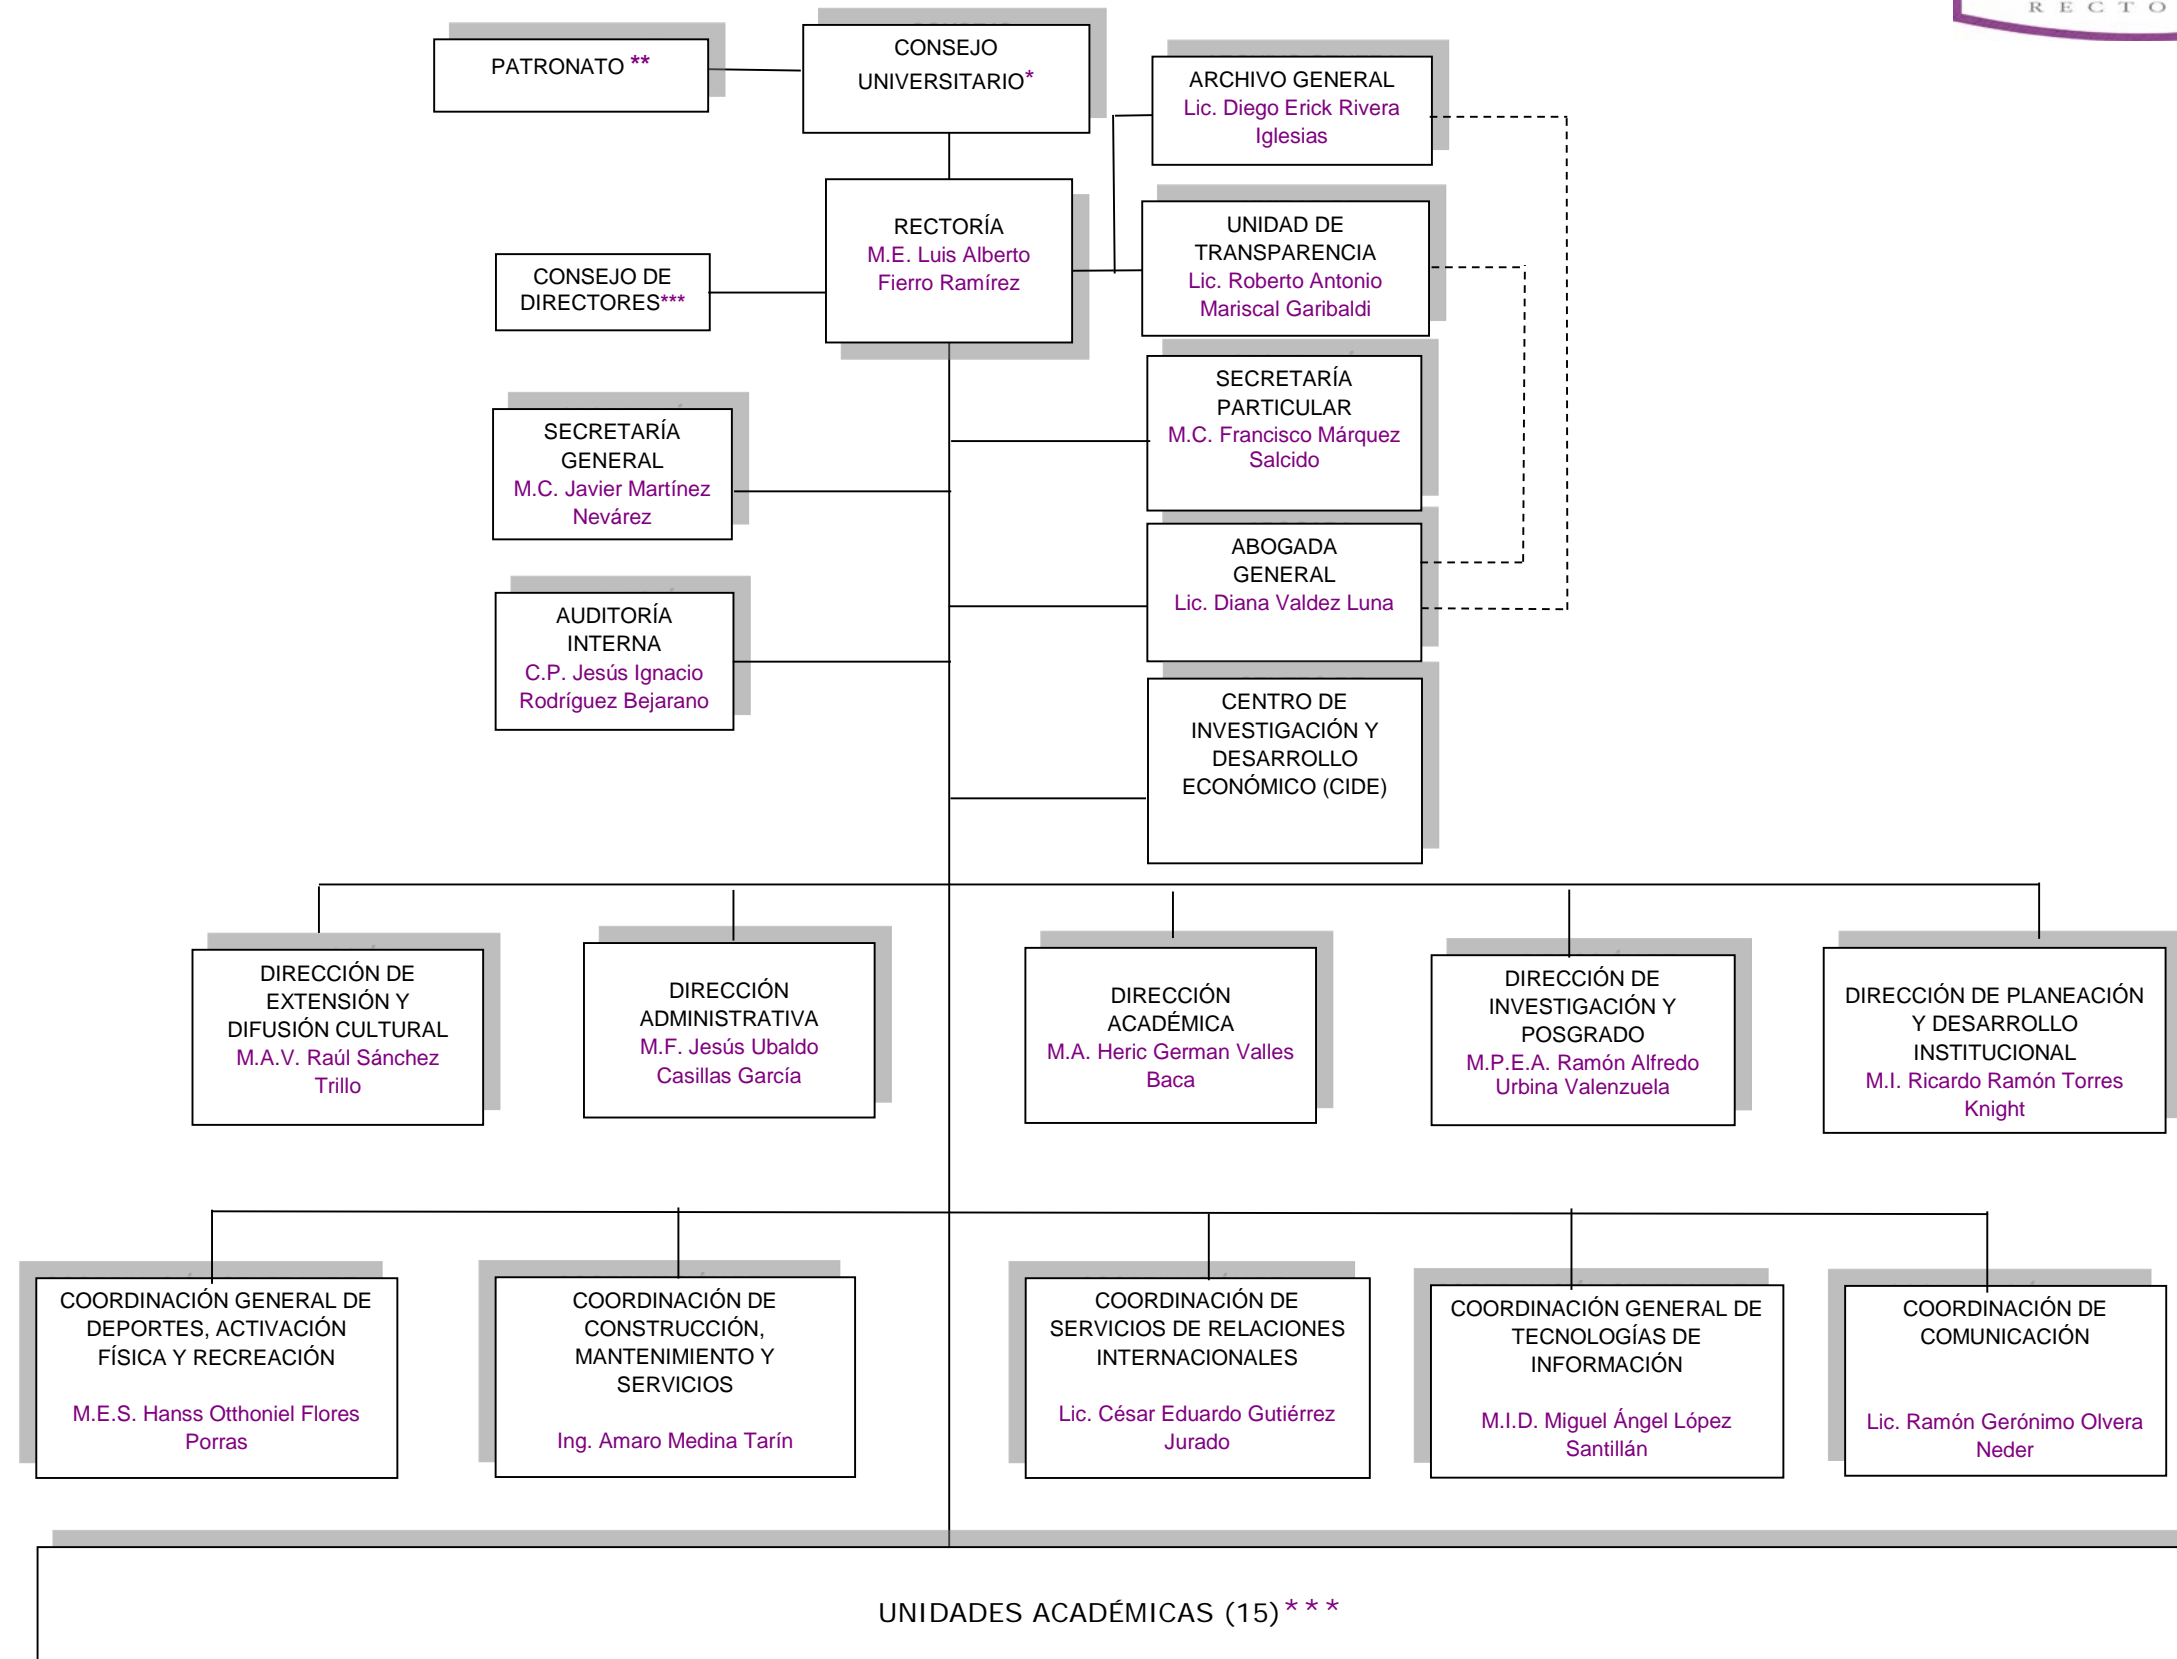 RECTO
PATRONATO **
CONSEJO
UNIVERSITARIO*
ARCHIVO GENERAL
Lic. Diego Erick Rivera
Iglesias
RECTORÍA
M.E. Luis Alberto
Fierro Ramírez
UNIDAD DE
TRANSPARENCIA
Lic. Roberto Antonio
Mariscal Garibaldi
CONSEJO DE
DIRECTORES***
SECRETARÍA
PARTICULAR
M.C. Francisco Márquez
Salcido
SECRETARÍA
GENERAL
M.C. Javier Martínez
Nevárez
ABOGADA
GENERAL
Lic. Diana Valdez Luna
AUDITORÍA
INTERNA
C.P. Jesús Ignacio
Rodríguez Bejarano
CENTRO DE
INVESTIGACIÓN Y
DESARROLLO
ECONÓMICO (CIDE)
DIRECCIÓN DE
EXTENSIÓN Y
DIFUSIÓN CULTURAL
M.A.V. Raúl Sánchez
Trillo
DIRECCIÓN
ADMINISTRATIVA
M.F. Jesús Ubaldo
Casillas García
DIRECCIÓN
ACADÉMICA
M.A. Heric German Valles
Baca
DIRECCIÓN DE
INVESTIGACIÓN Y
POSGRADO
M.P.E.A. Ramón Alfredo
Urbina Valenzuela
DIRECCIÓN DE PLANEACIÓN
Y DESARROLLO
INSTITUCIONAL
M.I. Ricardo Ramón Torres
Knight
COORDINACIÓN GENERAL DE
DEPORTES, ACTIVACIÓN
FÍSICA Y RECREACIÓN
M.E.S. Hanss Otthoniel Flores
Porras
COORDINACIÓN DE
CONSTRUCCIÓN,
MANTENIMIENTO Y
SERVICIOS
Ing. Amaro Medina Tarín
COORDINACIÓN DE
SERVICIOS DE RELACIONES
INTERNACIONALES
Lic. César Eduardo Gutiérrez
Jurado
COORDINACIÓN GENERAL DE
TECNOLOGÍAS DE
INFORMACIÓN
M.I.D. Miguel Ángel López
Santillán
COORDINACIÓN DE
COMUNICACIÓN
Lic. Ramón Gerónimo Olvera
Neder
UNIDADES ACADÉMICAS (15)***